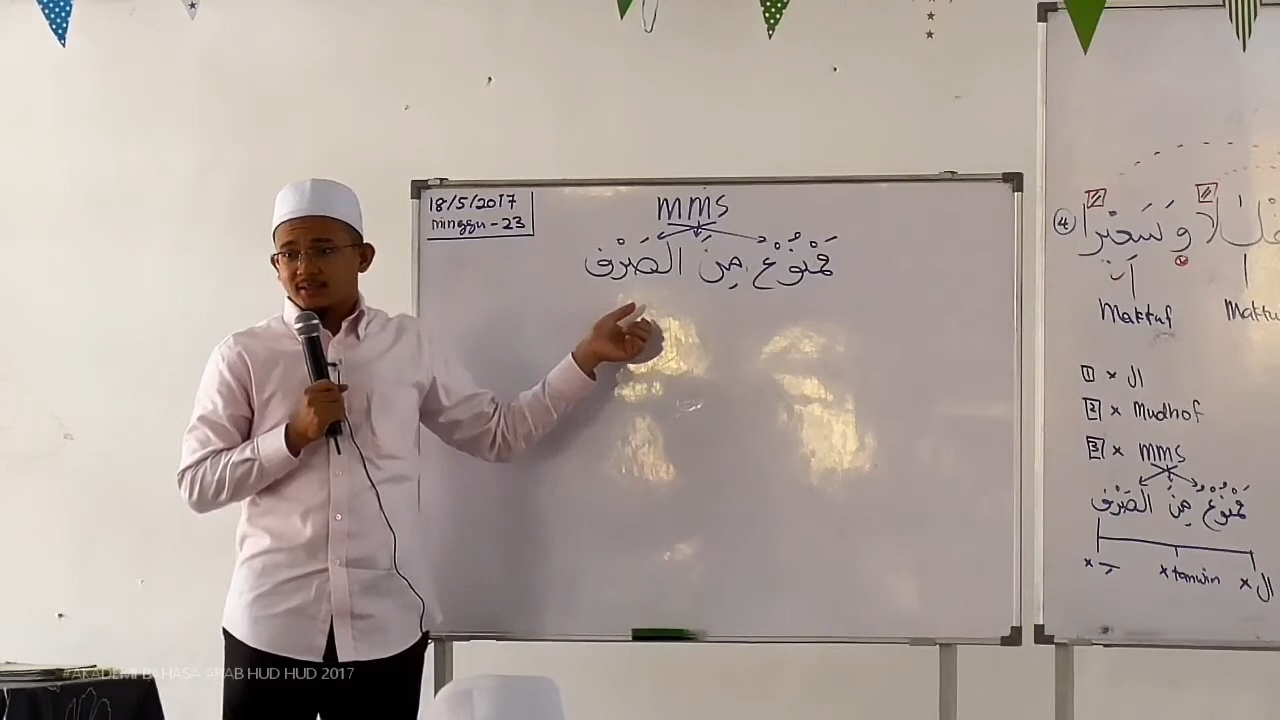 18/5/2017
minggu - 23
MMS
مَمْنُوْعٌ مِنَ الصَرْف
④ وَسَعِيْرًا
Maktuf
1 x ال
2 x Mudhof
3 x MMS
مَمْنُوْعٌ مِنَ الصَرْف
x tanwin x ال
#AKADEMI BAHASA ARAB HUD HUD 2017